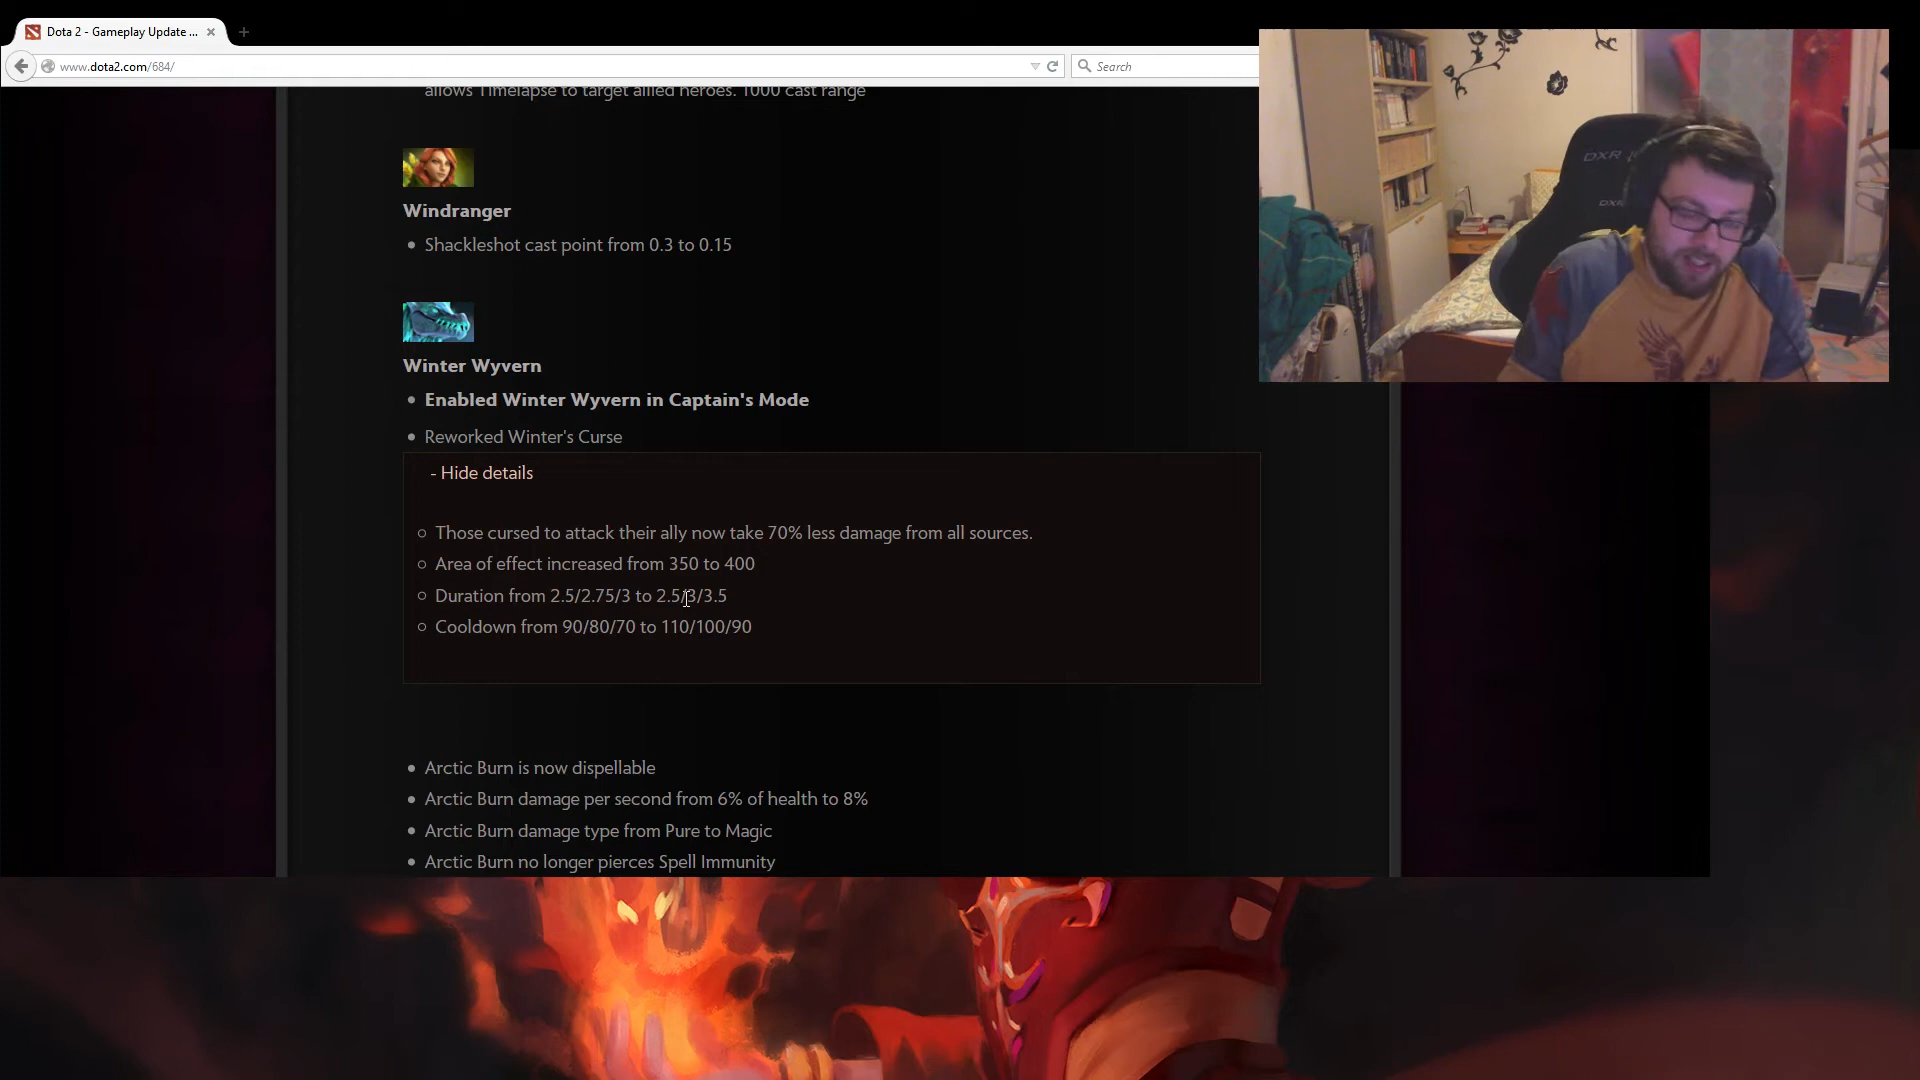 Dota 2 - Gameplay Update ...
www.dota2.com/684/
Search
allows Timelapse to target allied heroes. 1000 cast range
Windranger
Shackleshot cast point from 0.3 to 0.15
Winter Wyvern
Enabled Winter Wyvern in Captain's Mode
Reworked Winter's Curse
- Hide details
Those cursed to attack their ally now take 70% less damage from all sources.
Area of effect increased from 350 to 400
Duration from 2.5/2.75/3 to 2.5/3/3.5
Cooldown from 90/80/70 to 110/100/90
Arctic Burn is now dispellable
Arctic Burn damage per second from 6% of health to 8%
Arctic Burn damage type from Pure to Magic
Arctic Burn no longer pierces Spell Immunity
DXR